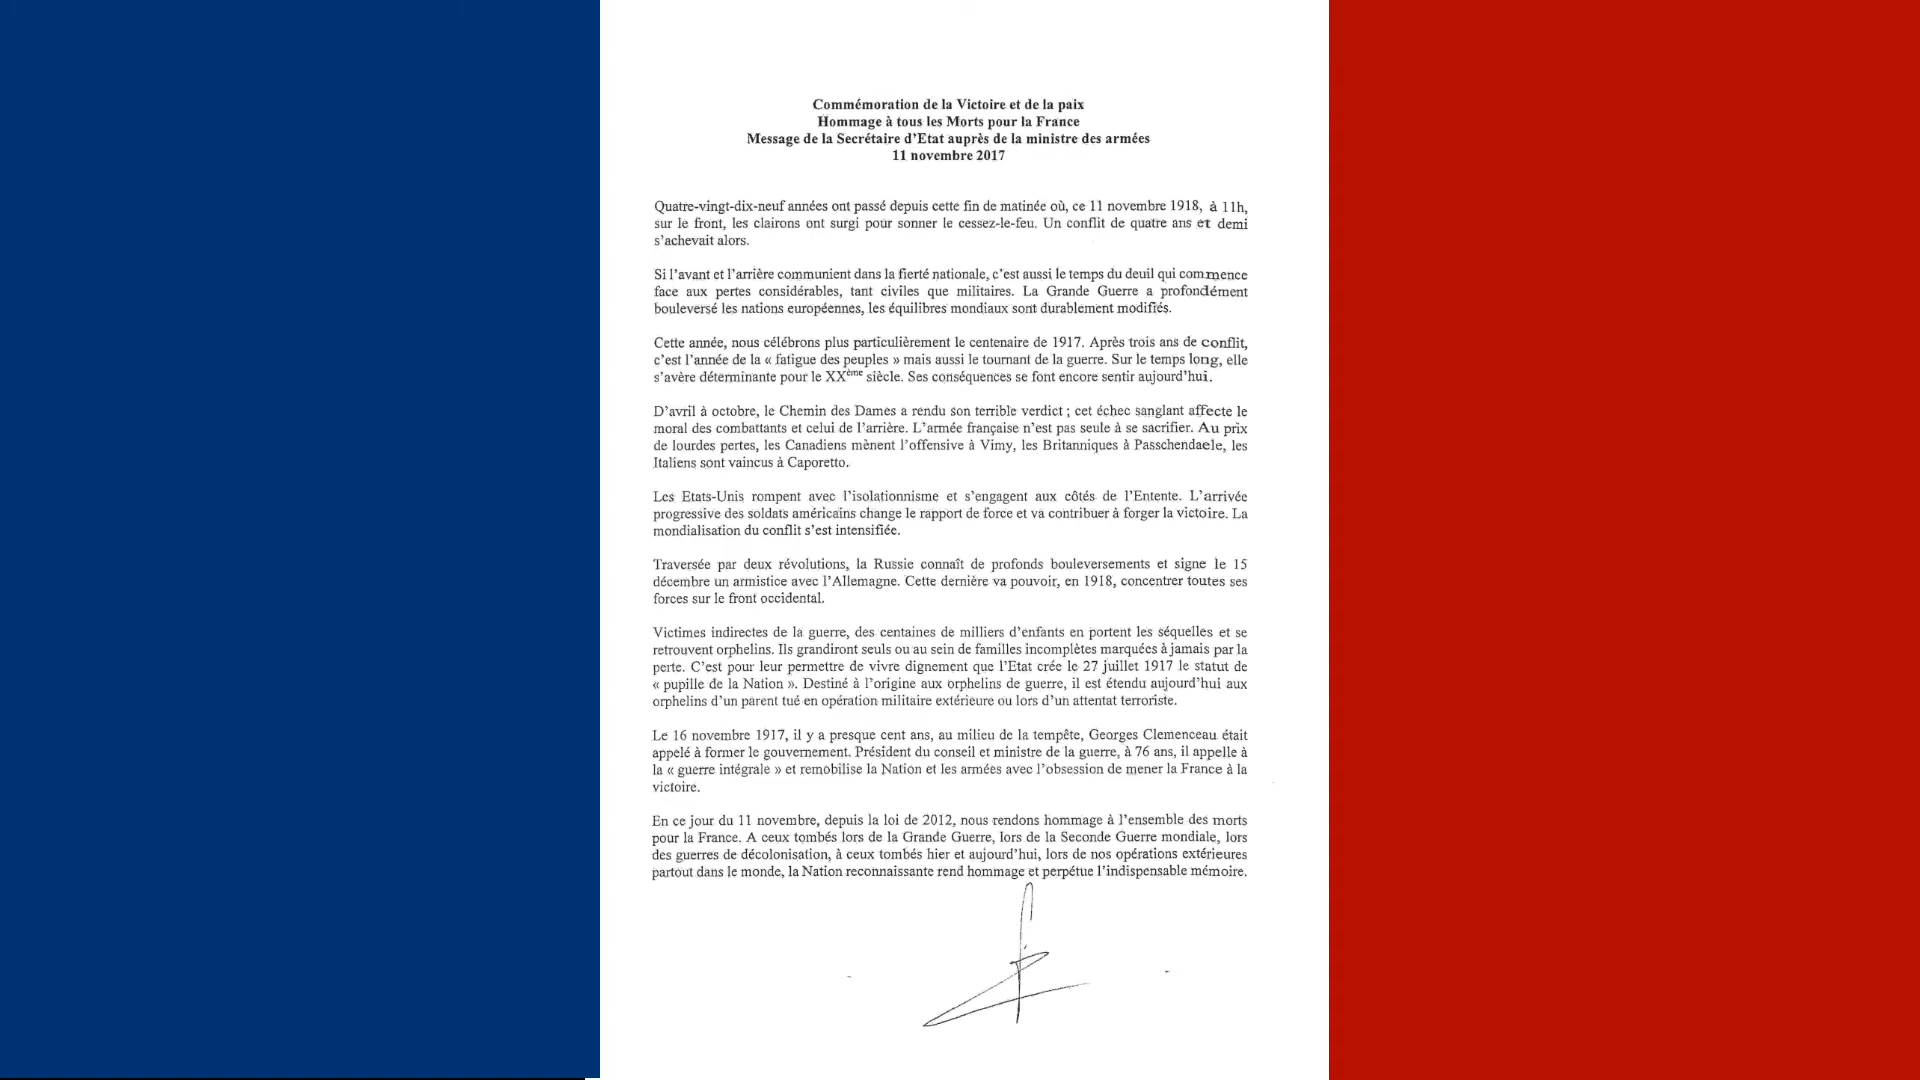 Commémoration de la Victoire et de la paix
Hommage à tous les Morts pour la France
Message de la Secrétaire d'Etat auprès de la ministre des armées
11 novembre 2017
Quatre-vingt-dix-neuf années ont passé depuis cette fin de matinée où, ce 11 novembre 1918, à 11h,
sur le front, les clairons ont surgi pour sonner le cessez-le-feu. Un conflit de quatre ans et demi
s'achevait alors.
Si l'avant et l'arrière communient dans la fierté nationale, c'est aussi le temps du deuil qui commence
face aux pertes considérables, tant civiles que militaires. La Grande Guerre a profondément
bouleversé les nations européennes, les équilibres mondiaux sont durablement modifiés.
Cette année, nous célébrons plus particulièrement le centenaire de 1917. Après trois ans de conflit,
c'est l'année de la « fatigue des peuples » mais aussi le tournant de la guerre. Sur le temps long, elle
s'avère déterminante pour le XXème siècle. Ses conséquences se font encore sentir aujourd'hui.
D'avril à octobre, le Chemin des Dames a rendu son terrible verdict ; cet échec sanglant affecte le
moral des combattants et celui de l'arrière. L'armée française n'est pas seule à se sacrifier. Au prix
de lourdes pertes, les Canadiens mènent l'offensive à Vimy, les Britanniques à Passchendaele, les
Italiens sont vaincus à Caporetto.
Les Etats-Unis rompent avec l'isolationnisme et s'engagent aux côtés de l'Entente. L'arrivée
progressive des soldats américains change le rapport de force et va contribuer à forger la victoire. La
mondialisation du conflit s'est intensifiée.
Traversée par deux révolutions, la Russie connaît de profonds bouleversements et signe le 15
décembre un armistice avec l'Allemagne. Cette dernière va pouvoir, en 1918, concentrer toutes ses
forces sur le front occidental.
Victimes indirectes de la guerre, des centaines de milliers d'enfants en portent les séquelles et se
retrouvent orphelins. Ils grandiront seuls ou au sein de familles incomplètes marquées à jamais par la
perte. C'est pour leur permettre de vivre dignement que l'Etat crée le 27 juillet 1917 le statut de
« pupille de la Nation ». Destiné à l'origine aux orphelins de guerre, il est étendu aujourd'hui aux
orphelins d'un parent tué en opération militaire extérieure ou lors d'un attentat terroriste.
Le 16 novembre 1917, il y a presque cent ans, au milieu de la tempête, Georges Clemenceau était
appelé à former le gouvernement. Président du conseil et ministre de la guerre, à 76 ans, il appelle à
la « guerre intégrale » et remobilise la Nation et les armées avec l'obsession de mener la France à la
victoire.
En ce jour du 11 novembre, depuis la loi de 2012, nous rendons hommage à l'ensemble des morts
pour la France. A ceux tombés lors de la Grande Guerre, lors de la Seconde Guerre mondiale, lors
des guerres de décolonisation, à ceux tombés hier et aujourd'hui, lors de nos opérations extérieures
partout dans le monde, la Nation reconnaissante rend hommage et perpétue l'indispensable mémoire.